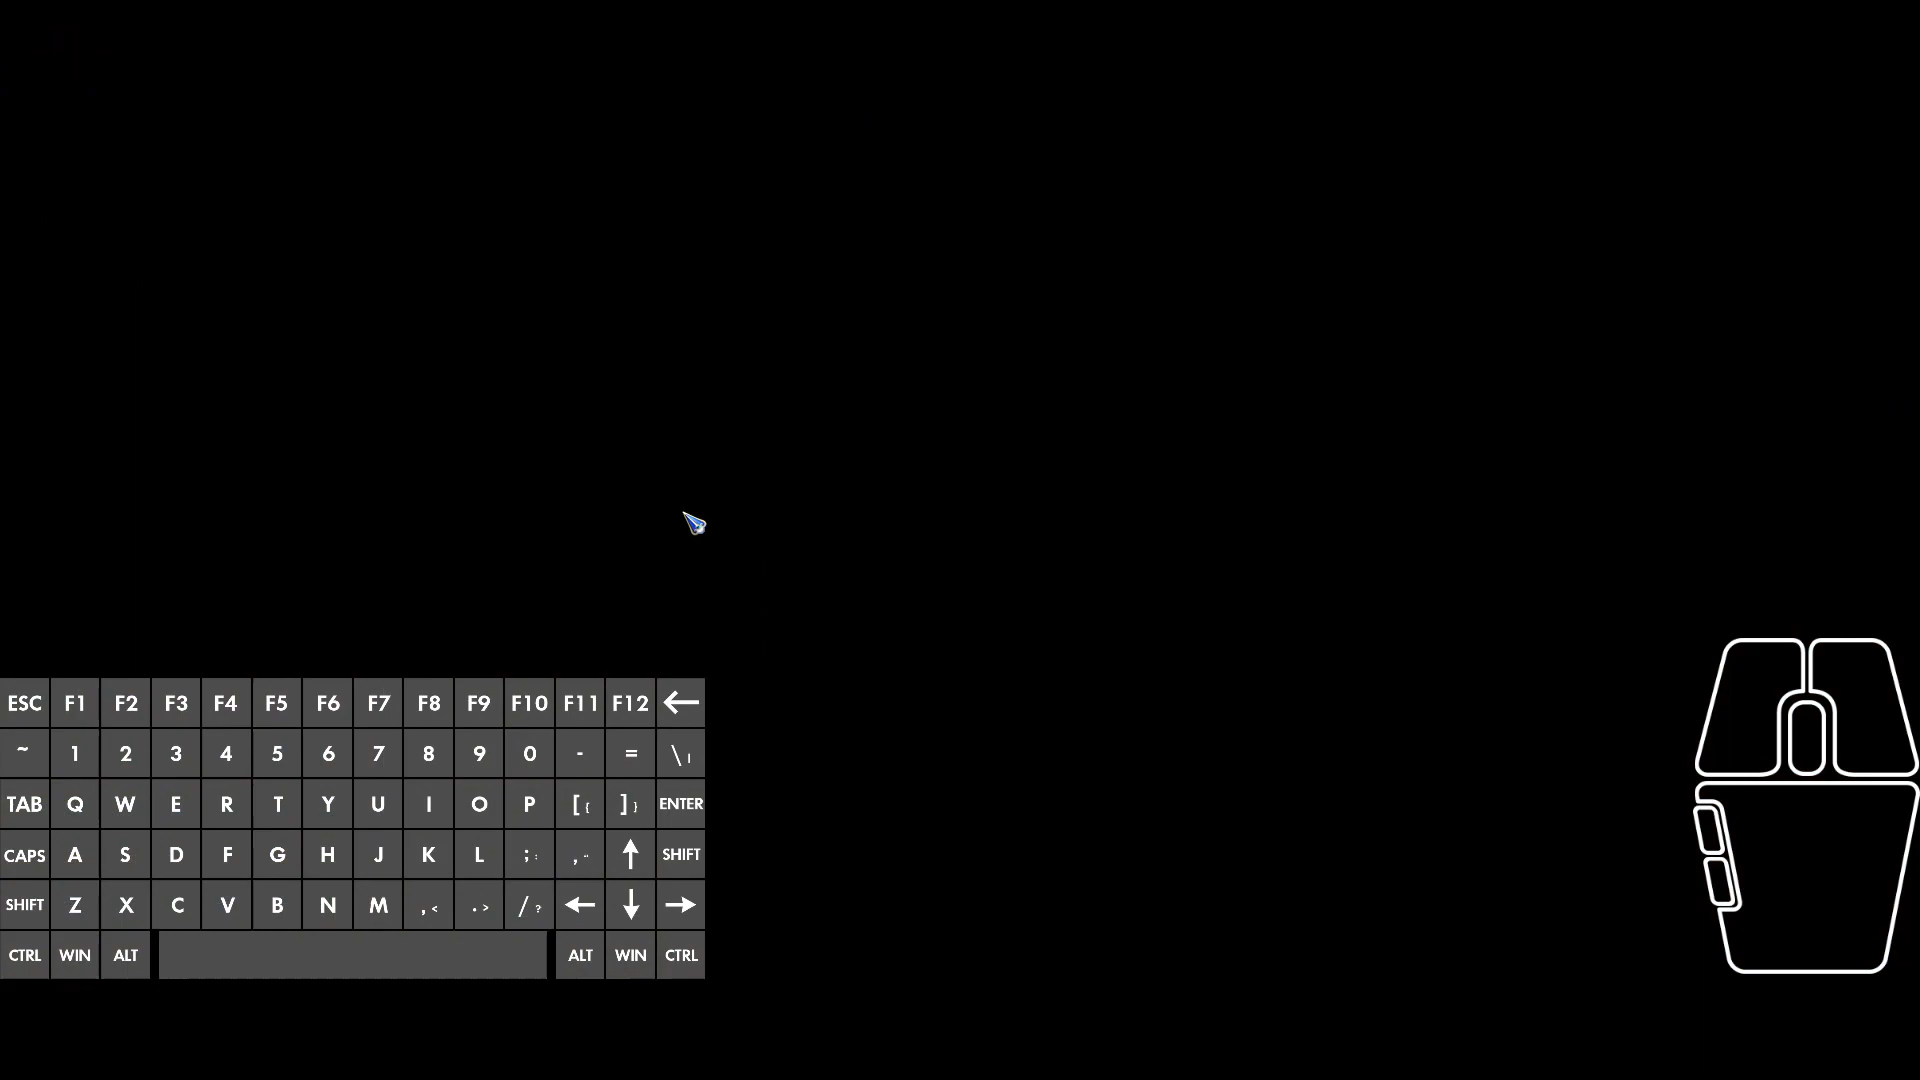 ESC F1 F2 F3 F4 F5 F6 F7 F8 F9 F10 F11 F12 ←
~ 1 2 3 4 5 6 7 8 9 0 - = \ |
TAB Q W E R T Y U I O P [ { ] } ENTER
CAPS A S D F G H J K L ; : , ¨ ↑ SHIFT
SHIFT Z X C V B N M , < . > / ? ← ↓ →
CTRL WIN ALT ALT WIN CTRL